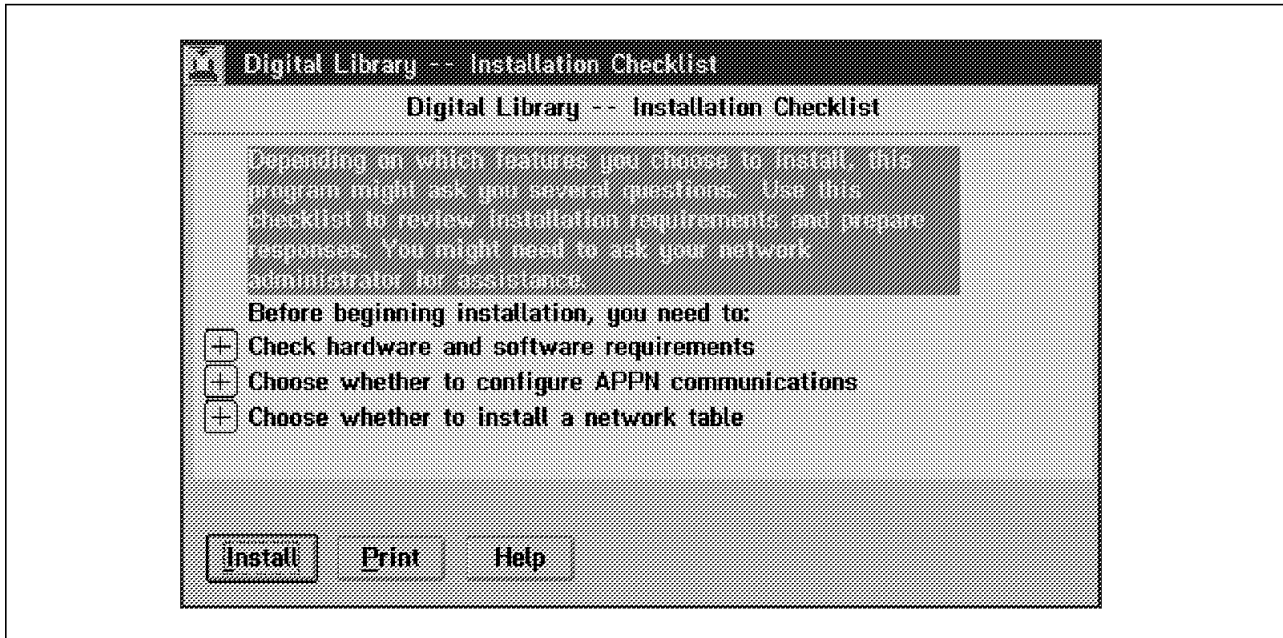 Digital Library -- Installation Checklist
Digital Library -- Installation Checklist
Depending on which features you choose to install, this
program might ask you several questions. Use this
checklist to review installation requirements and prepare
responses. You might need to ask your network
administrator for assistance.
Before beginning installation, you need to:
Check hardware and software requirements
Choose whether to configure APPN communications
Choose whether to install a network table
Install Print Help